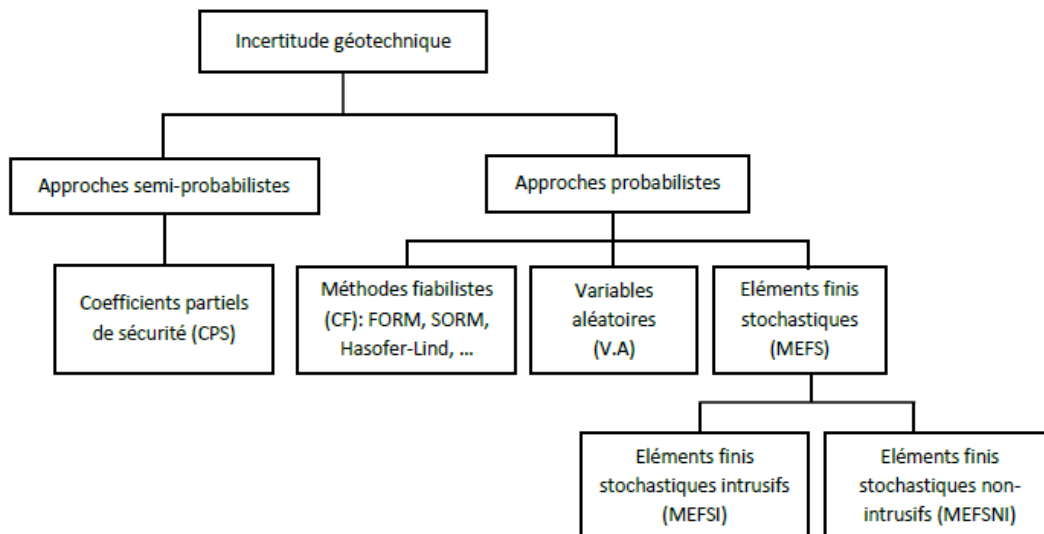 Incertitude géotechnique
Approches semi-probabilistes
Approches probabilistes
Coefficients partiels
de sécurité (CPS)
Méthodes fiabilistes
(CF): FORM, SORM,
Hasofer-Lind, ...
Variables
aléatoires
(V.A)
Eléments finis
stochastiques
(MEFS)
Eléments finis
stochastiques intrusifs
(MEFSI)
Eléments finis
stochastiques non-
intrusifs (MEFSNI)